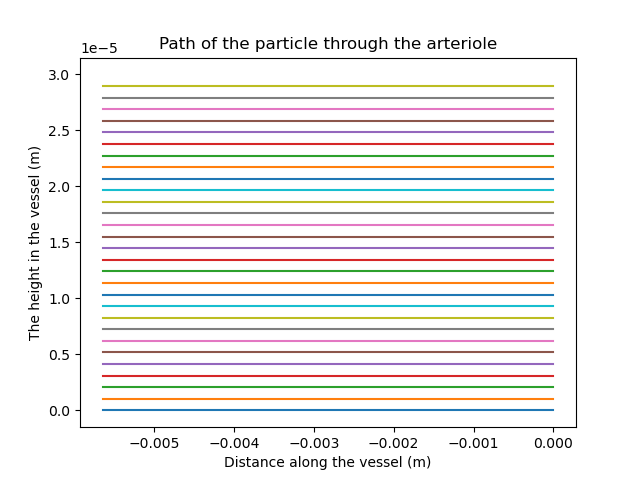 Path of the particle through the arteriole
1e−5
3.0
2.5
2.0
1.5
1.0
0.5
0.0
The height in the vessel (m)
−0.005 −0.004 −0.003 −0.002 −0.001 0.000
Distance along the vessel (m)